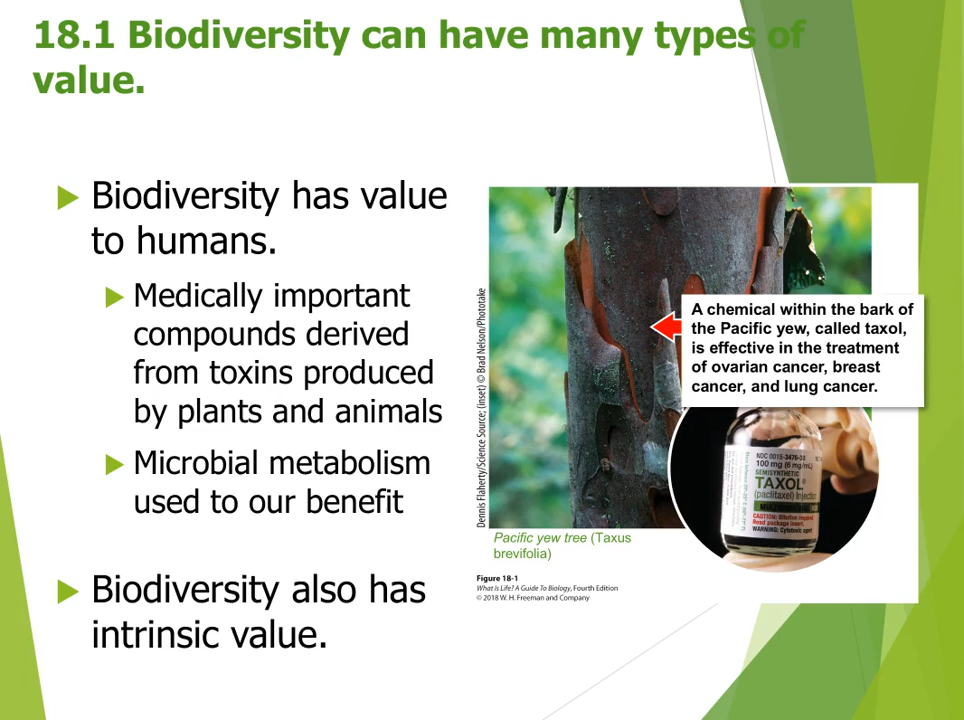 18.1 Biodiversity can have many types of
value.
Biodiversity has value
to humans.
Medically important
compounds derived
from toxins produced
by plants and animals
Microbial metabolism
used to our benefit
Biodiversity also has
intrinsic value.
Dennis Flaherty/Science Source; (inset) © Brad Nelson/Phototake
A chemical within the bark of
the Pacific yew, called taxol,
is effective in the treatment
of ovarian cancer, breast
cancer, and lung cancer.
NDC 0015-3476-30
100 mg (6 mg/mL)
SEMISYNTHETIC
TAXOL®
(paclitaxel) Injection
CAUTION: Dilution required.
Read package insert.
WARNING: Cytotoxic agent
Pacific yew tree (Taxus
brevifolia)
Figure 18-1
What Is Life? A Guide To Biology, Fourth Edition
© 2018 W. H. Freeman and Company